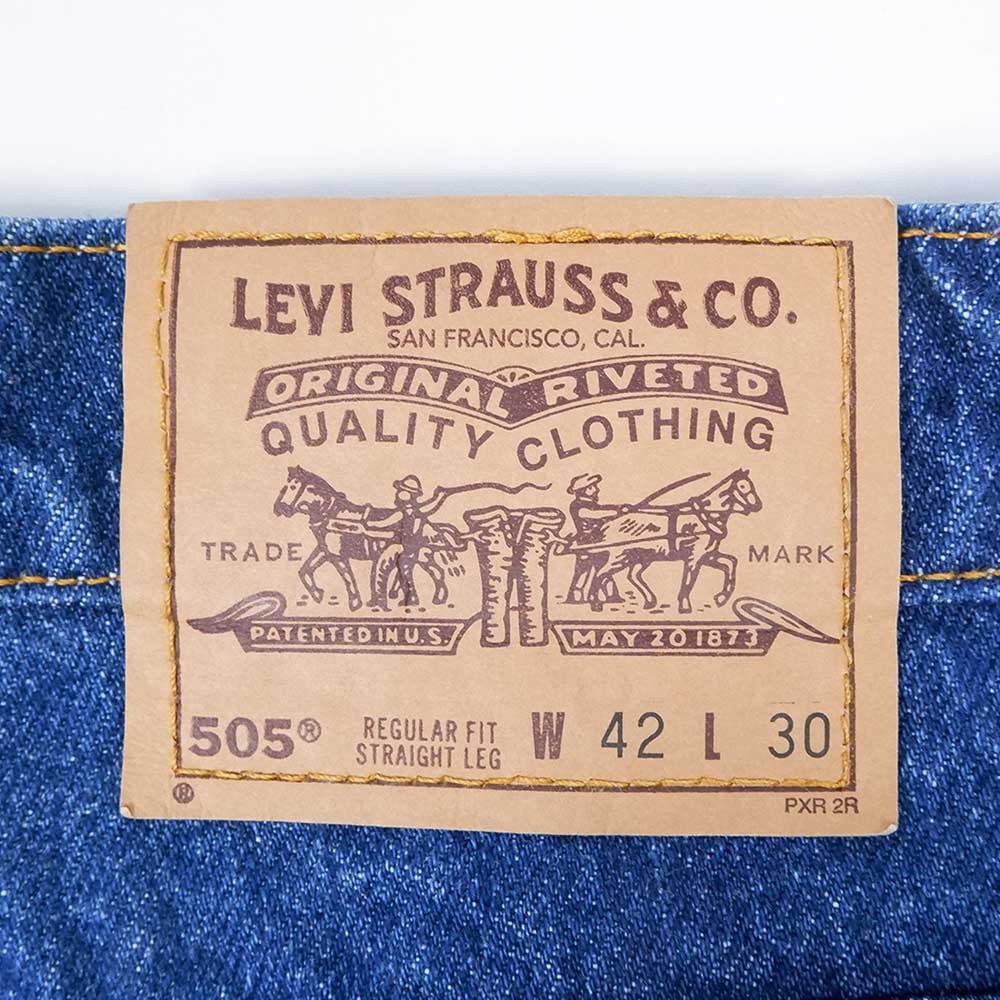 LEVI STRAUSS & CO.
SAN FRANCISCO, CAL.
ORIGINAL RIVETED
QUALITY CLOTHING
TRADE MARK
PATENTED IN U.S. MAY 20 1873
505® REGULAR FIT STRAIGHT LEG W 42 L 30
® PXR 2R